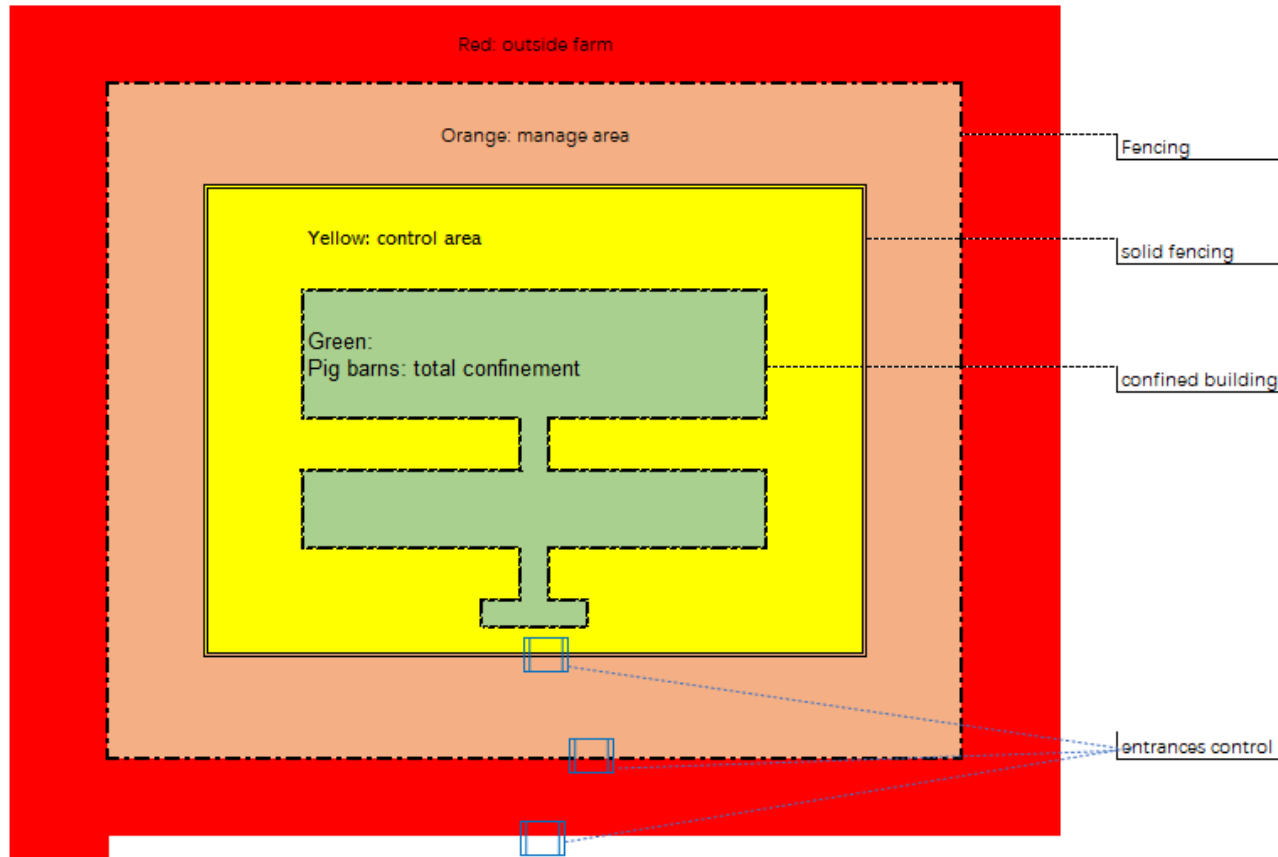 Red: outside farm
Orange: manage area
Fencing
Yellow: control area
solid fencing
Green:
Pig barns: total confinement
confined building
entrances control